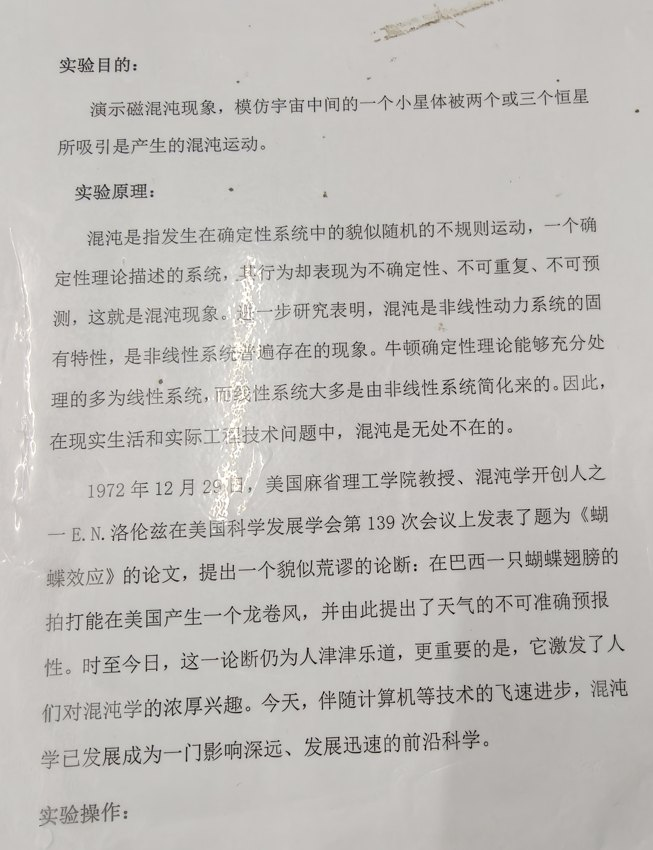 实验目的：
演示磁混沌现象，模仿宇宙中间的一个小星体被两个或三个恒星
所吸引是产生的混沌运动。
实验原理：
混沌是指发生在确定性系统中的貌似随机的不规则运动，一个确
定性理论描述的系统，其行为却表现为不确定性、不可重复、不可预
测，这就是混沌现象。进一步研究表明，混沌是非线性动力系统的固
有特性，是非线性系统普遍存在的现象。牛顿确定性理论能够充分处
理的多为线性系统，而线性系统大多是由非线性系统简化来的。因此，
在现实生活和实际工程技术问题中，混沌是无处不在的。
1972 年 12 月 29 日，美国麻省理工学院教授、混沌学开创人之
一 E.N. 洛伦兹在美国科学发展学会第 139 次会议上发表了题为《蝴
蝶效应》的论文，提出一个貌似荒谬的论断：在巴西一只蝴蝶翅膀的
拍打能在美国产生一个龙卷风，并由此提出了天气的不可准确预报
性。时至今日，这一论断仍为人津津乐道，更重要的是，它激发了人
们对混沌学的浓厚兴趣。今天，伴随计算机等技术的飞速进步，混沌
学已发展成为一门影响深远、发展迅速的前沿科学。
实验操作：